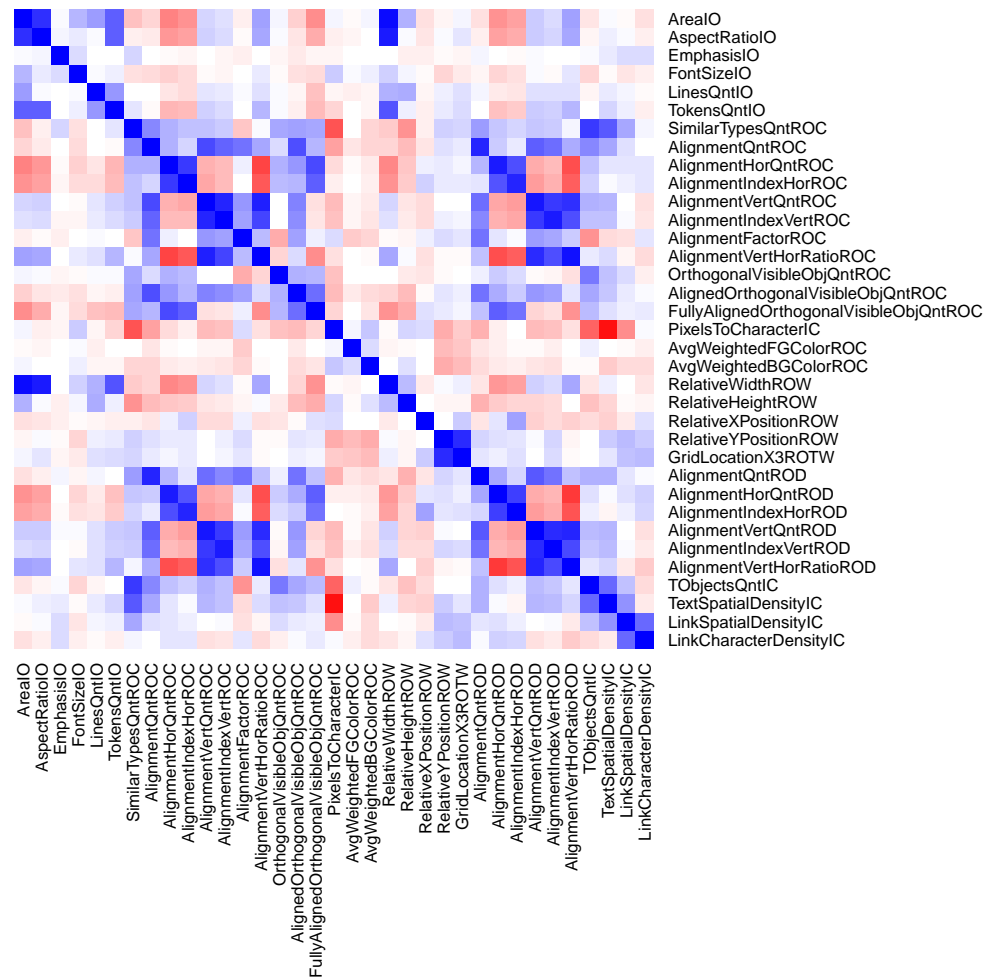 AreaIO
AspectRatioIO
EmphasisIO
FontSizeIO
LinesQntIO
TokensQntIO
SimilarTypesQntROC
AlignmentQntROC
AlignmentHorQntROC
AlignmentIndexHorROC
AlignmentVertQntROC
AlignmentIndexVertROC
AlignmentFactorROC
AlignmentVertHorRatioROC
OrthogonalVisibleObjQntROC
AlignedOrthogonalVisibleObjQntROC
FullyAlignedOrthogonalVisibleObjQntROC
PixelsToCharacterIC
AvgWeightedFGColorROC
AvgWeightedBGColorROC
RelativeWidthROW
RelativeHeightROW
RelativeXPositionROW
RelativeYPositionROW
GridLocationX3ROTW
AlignmentQntROD
AlignmentHorQntROD
AlignmentIndexHorROD
AlignmentVertQntROD
AlignmentIndexVertROD
AlignmentVertHorRatioROD
TObjectsQntIC
TextSpatialDensityIC
LinkSpatialDensityIC
LinkCharacterDensityIC
AreaIO
AspectRatioIO
EmphasisIO
FontSizeIO
LinesQntIO
TokensQntIO
SimilarTypesQntROC
AlignmentQntROC
AlignmentHorQntROC
AlignmentIndexHorROC
AlignmentVertQntROC
AlignmentIndexVertROC
AlignmentFactorROC
AlignmentVertHorRatioROC
OrthogonalVisibleObjQntROC
AlignedOrthogonalVisibleObjQntROC
FullyAlignedOrthogonalVisibleObjQntROC
PixelsToCharacterIC
AvgWeightedFGColorROC
AvgWeightedBGColorROC
RelativeWidthROW
RelativeHeightROW
RelativeXPositionROW
RelativeYPositionROW
GridLocationX3ROTW
AlignmentQntROD
AlignmentHorQntROD
AlignmentIndexHorROD
AlignmentVertQntROD
AlignmentIndexVertROD
AlignmentVertHorRatioROD
TObjectsQntIC
TextSpatialDensityIC
LinkSpatialDensityIC
LinkCharacterDensityIC